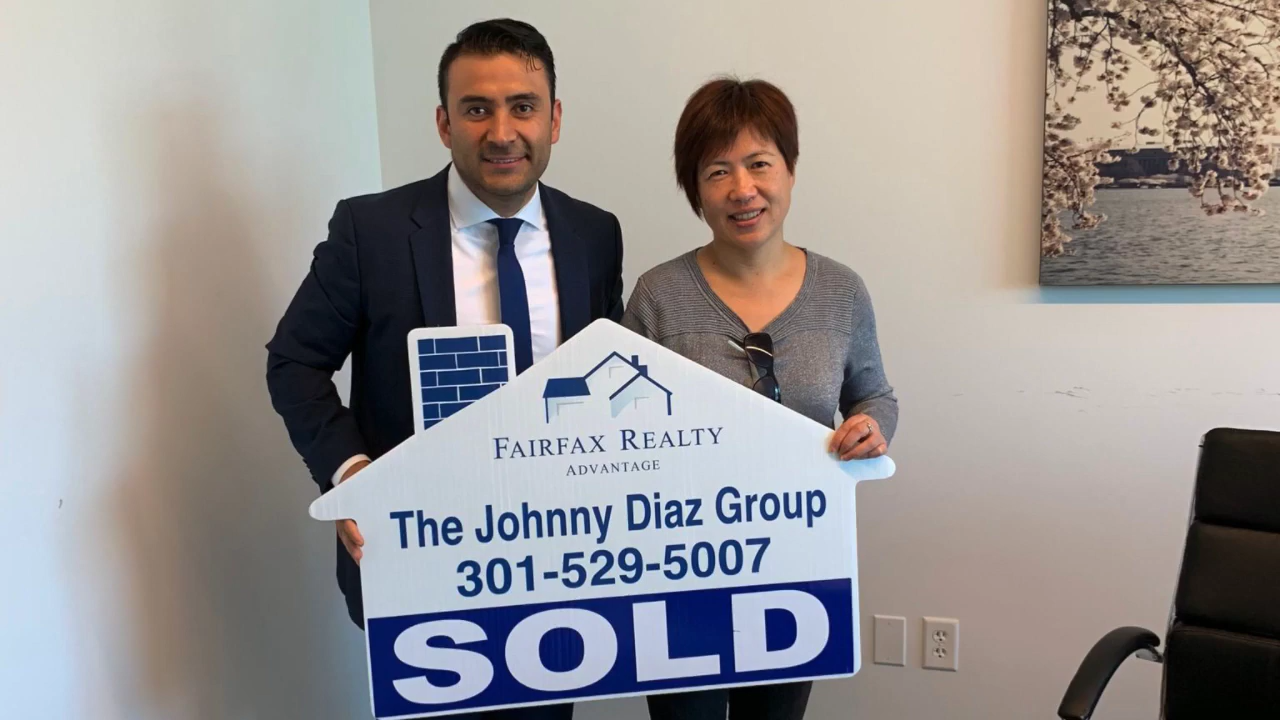 FAIRFAX REALTY
ADVANTAGE
The Johnny Diaz Group
301-529-5007
SOLD